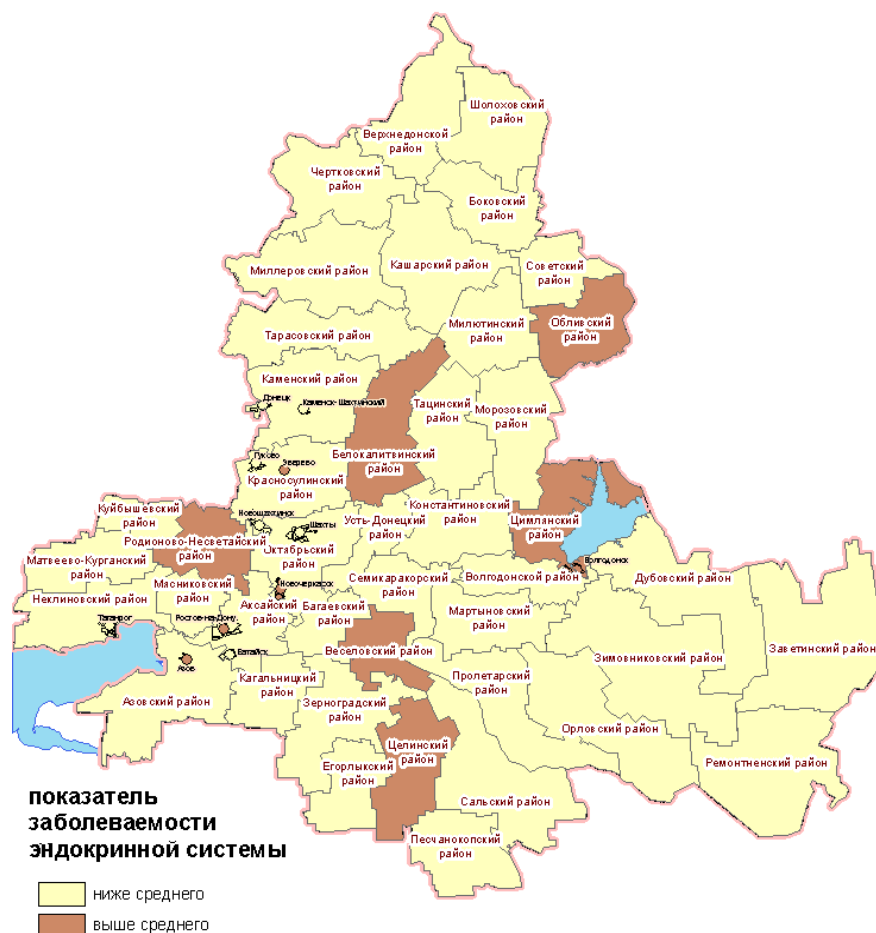 Шолоховский
район
Верхнедонской
район
Чертковский
район
Боковский
район
Советский
район
Миллеровский район
Кашарский район
Обливский
район
Милютинский
район
Тарасовский район
Каменский район
Донецк
Каменск-Шахтинский
Тацинский
район
Морозовский
район
Белокалитвинский
район
Гуково
Зверево
Красносулинский
район
Куйбышевский
район
Новошахтинск
Шахты
Усть-Донецкий
район
Константиновский
район
Цимлянский
район
Родионово-Несветайский
район
Октябрьский
район
Матвеево-Курганский
район
Мясниковский
район
Новочеркасск
Семикаракорский
район
Волгодонской район
Волгодонск
Дубовский район
Неклиновский район
Аксайский
район
Багаевский
район
Мартыновский
район
Таганрог
Ростов-на-Дону
Веселовский район
Батайск
Азов
Зимовниковский район
Заветинский район
Кагальницкий
район
Пролетарский
район
Азовский район
Зерноградский
район
Орловский район
Целинский
район
Егорлыкский
район
Ремонтненский район
Сальский район
Песчанокопский
район
показатель
заболеваемости
эндокринной системы
ниже среднего
выше среднего